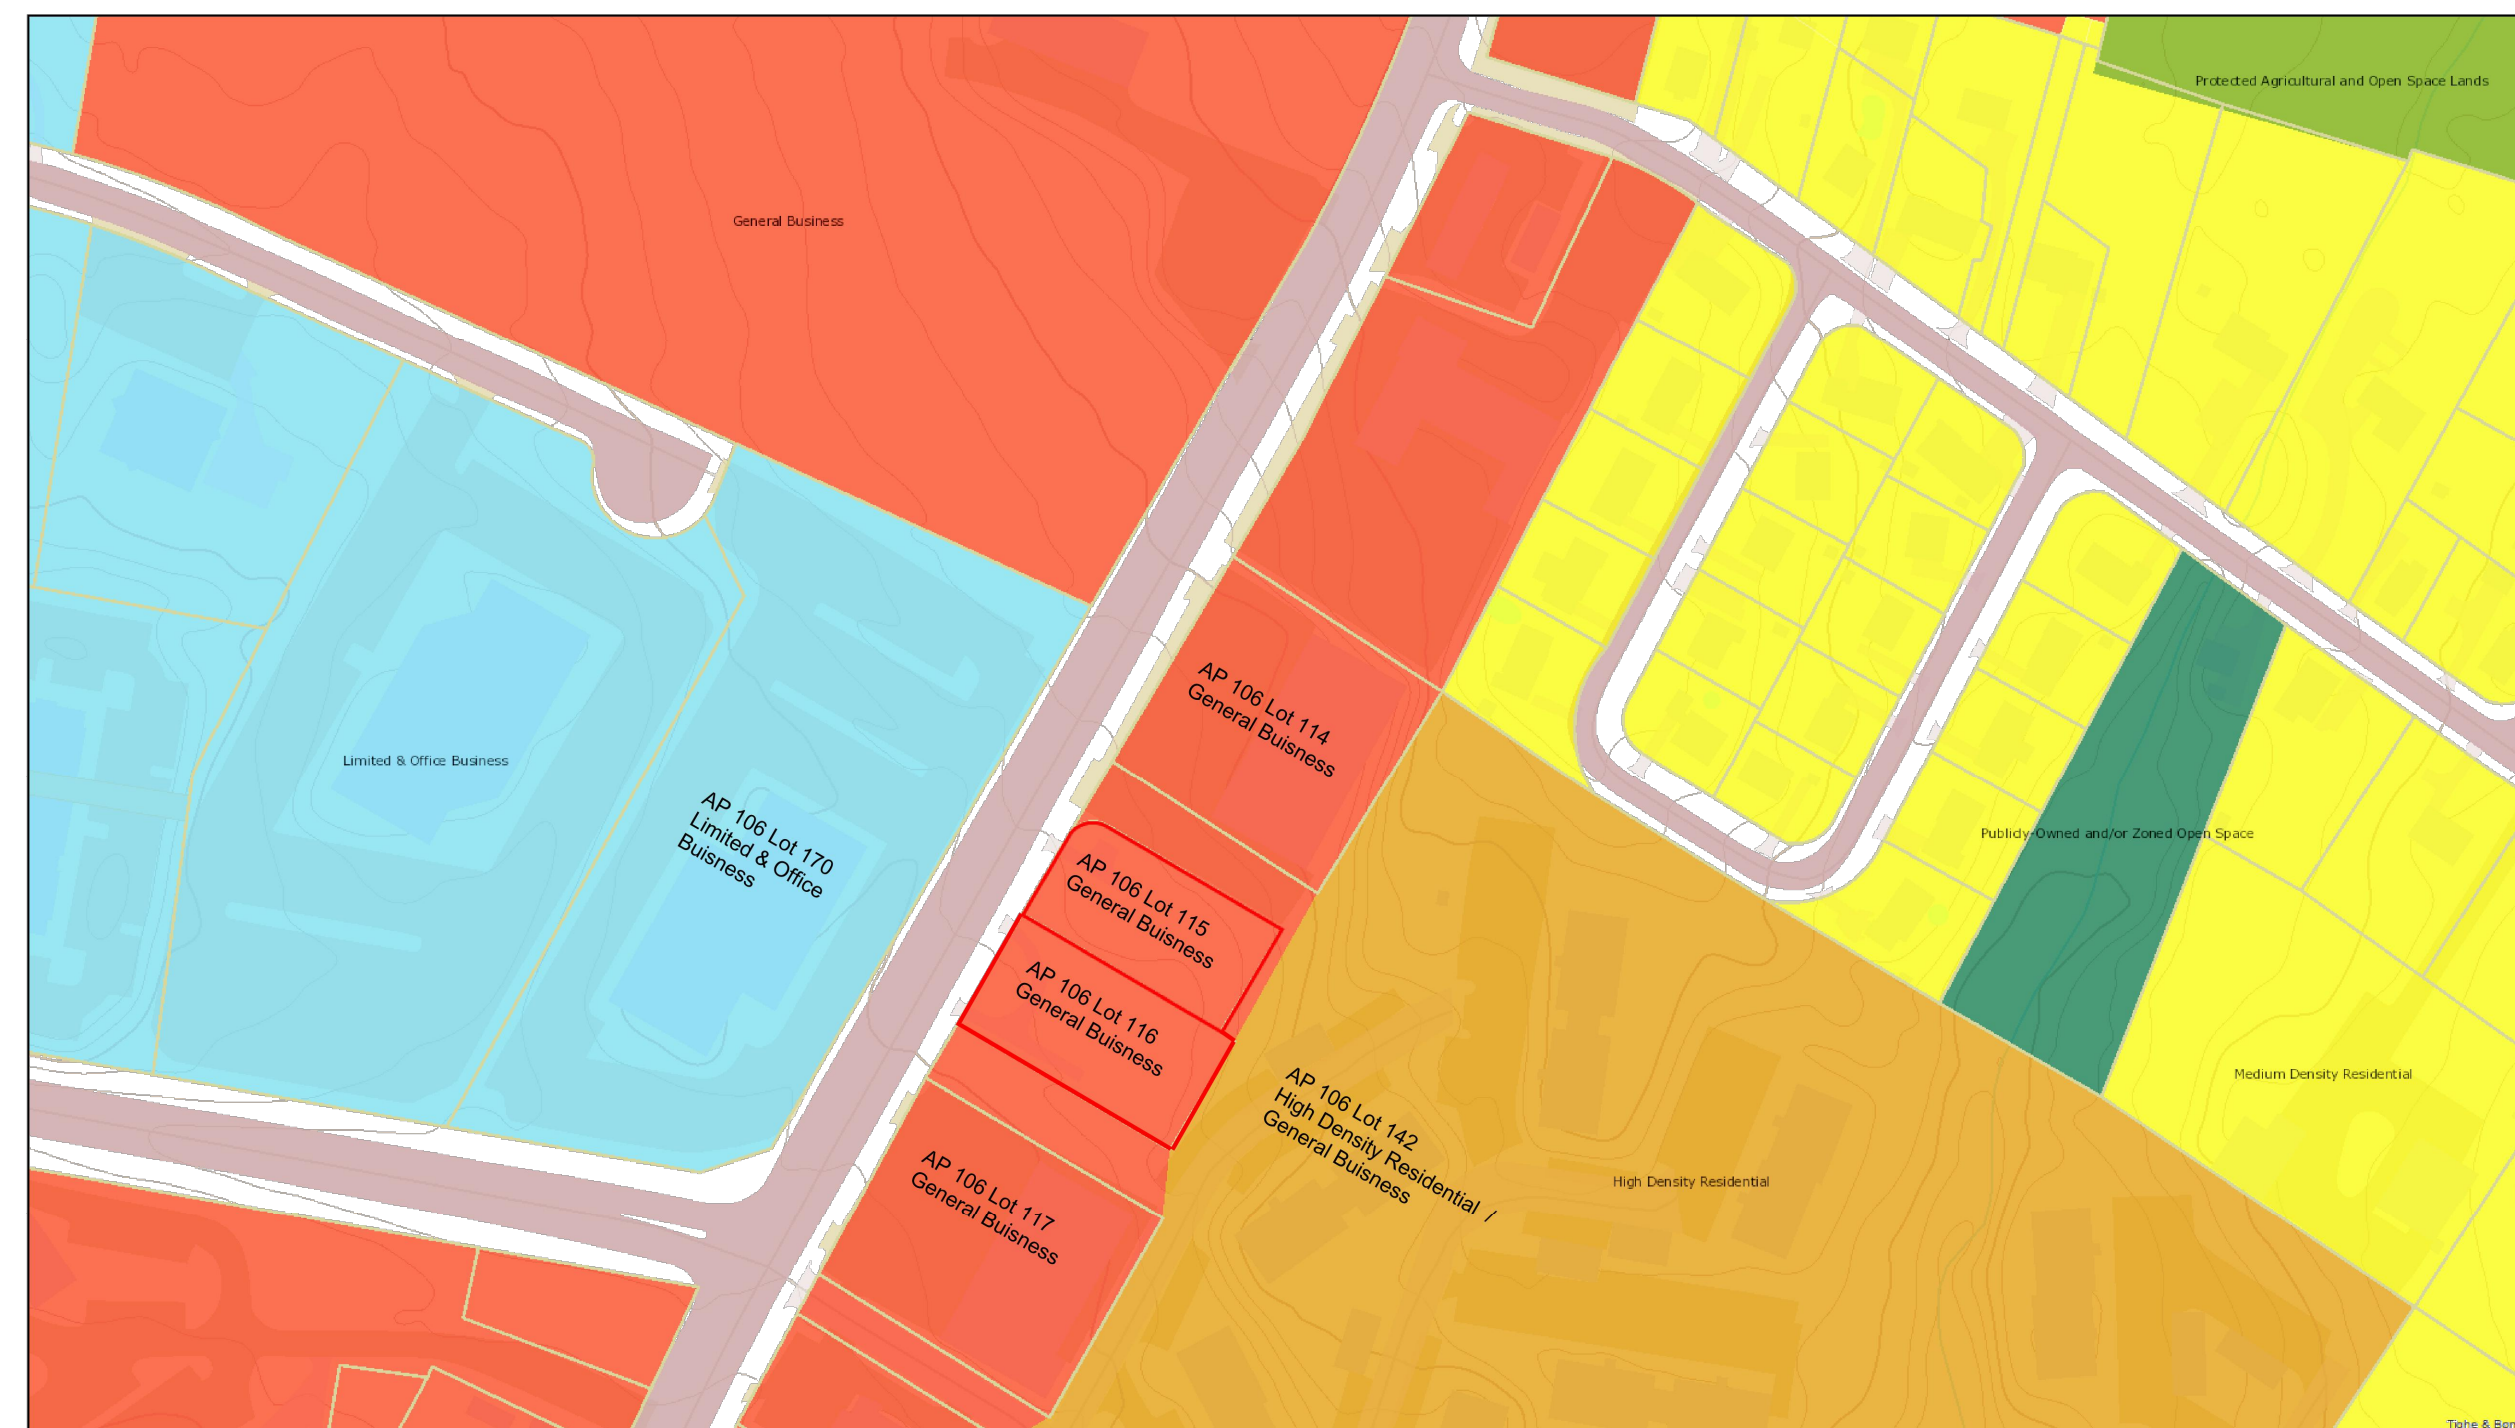 Protected Agricultural and Open Space Lands
General Business
AP 106 Lot 114
General Buisness
Limited & Office Business
AP 106 Lot 170
Limited & Office
Buisness
Publicly-Owned and/or Zoned Open Space
AP 106 Lot 115
General Buisness
AP 106 Lot 116
General Buisness
AP 106 Lot 142
High Density Residential /
General Buisness
Medium Density Residential
High Density Residential
AP 106 Lot 117
General Buisness
Tighe &